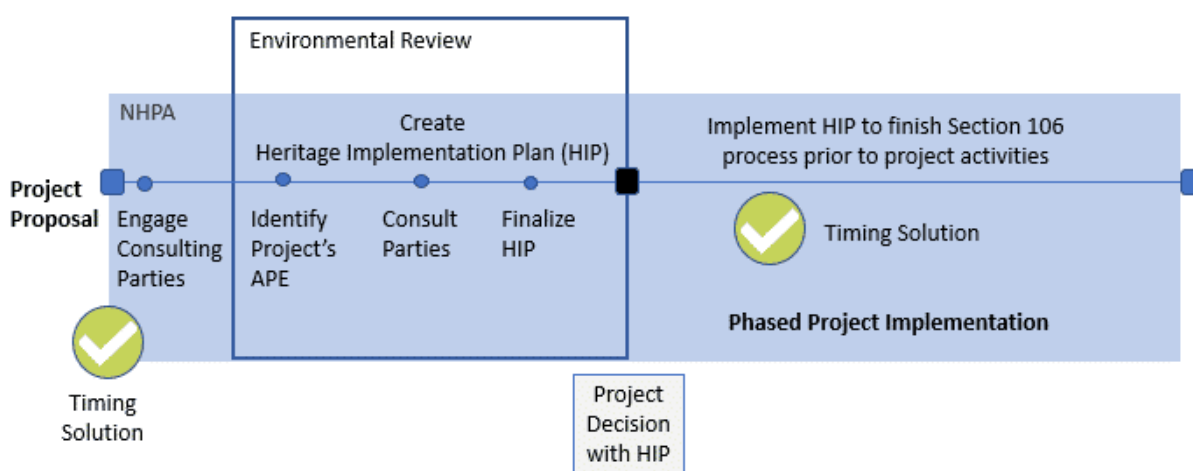 Environmental Review
NHPA
Create
Heritage Implementation Plan (HIP)
Implement HIP to finish Section 106
process prior to project activities
Project
Proposal
Engage
Consulting
Parties
Identify
Project’s
APE
Consult
Parties
Finalize
HIP
Timing Solution
Phased Project Implementation
Timing
Solution
Project
Decision
with HIP